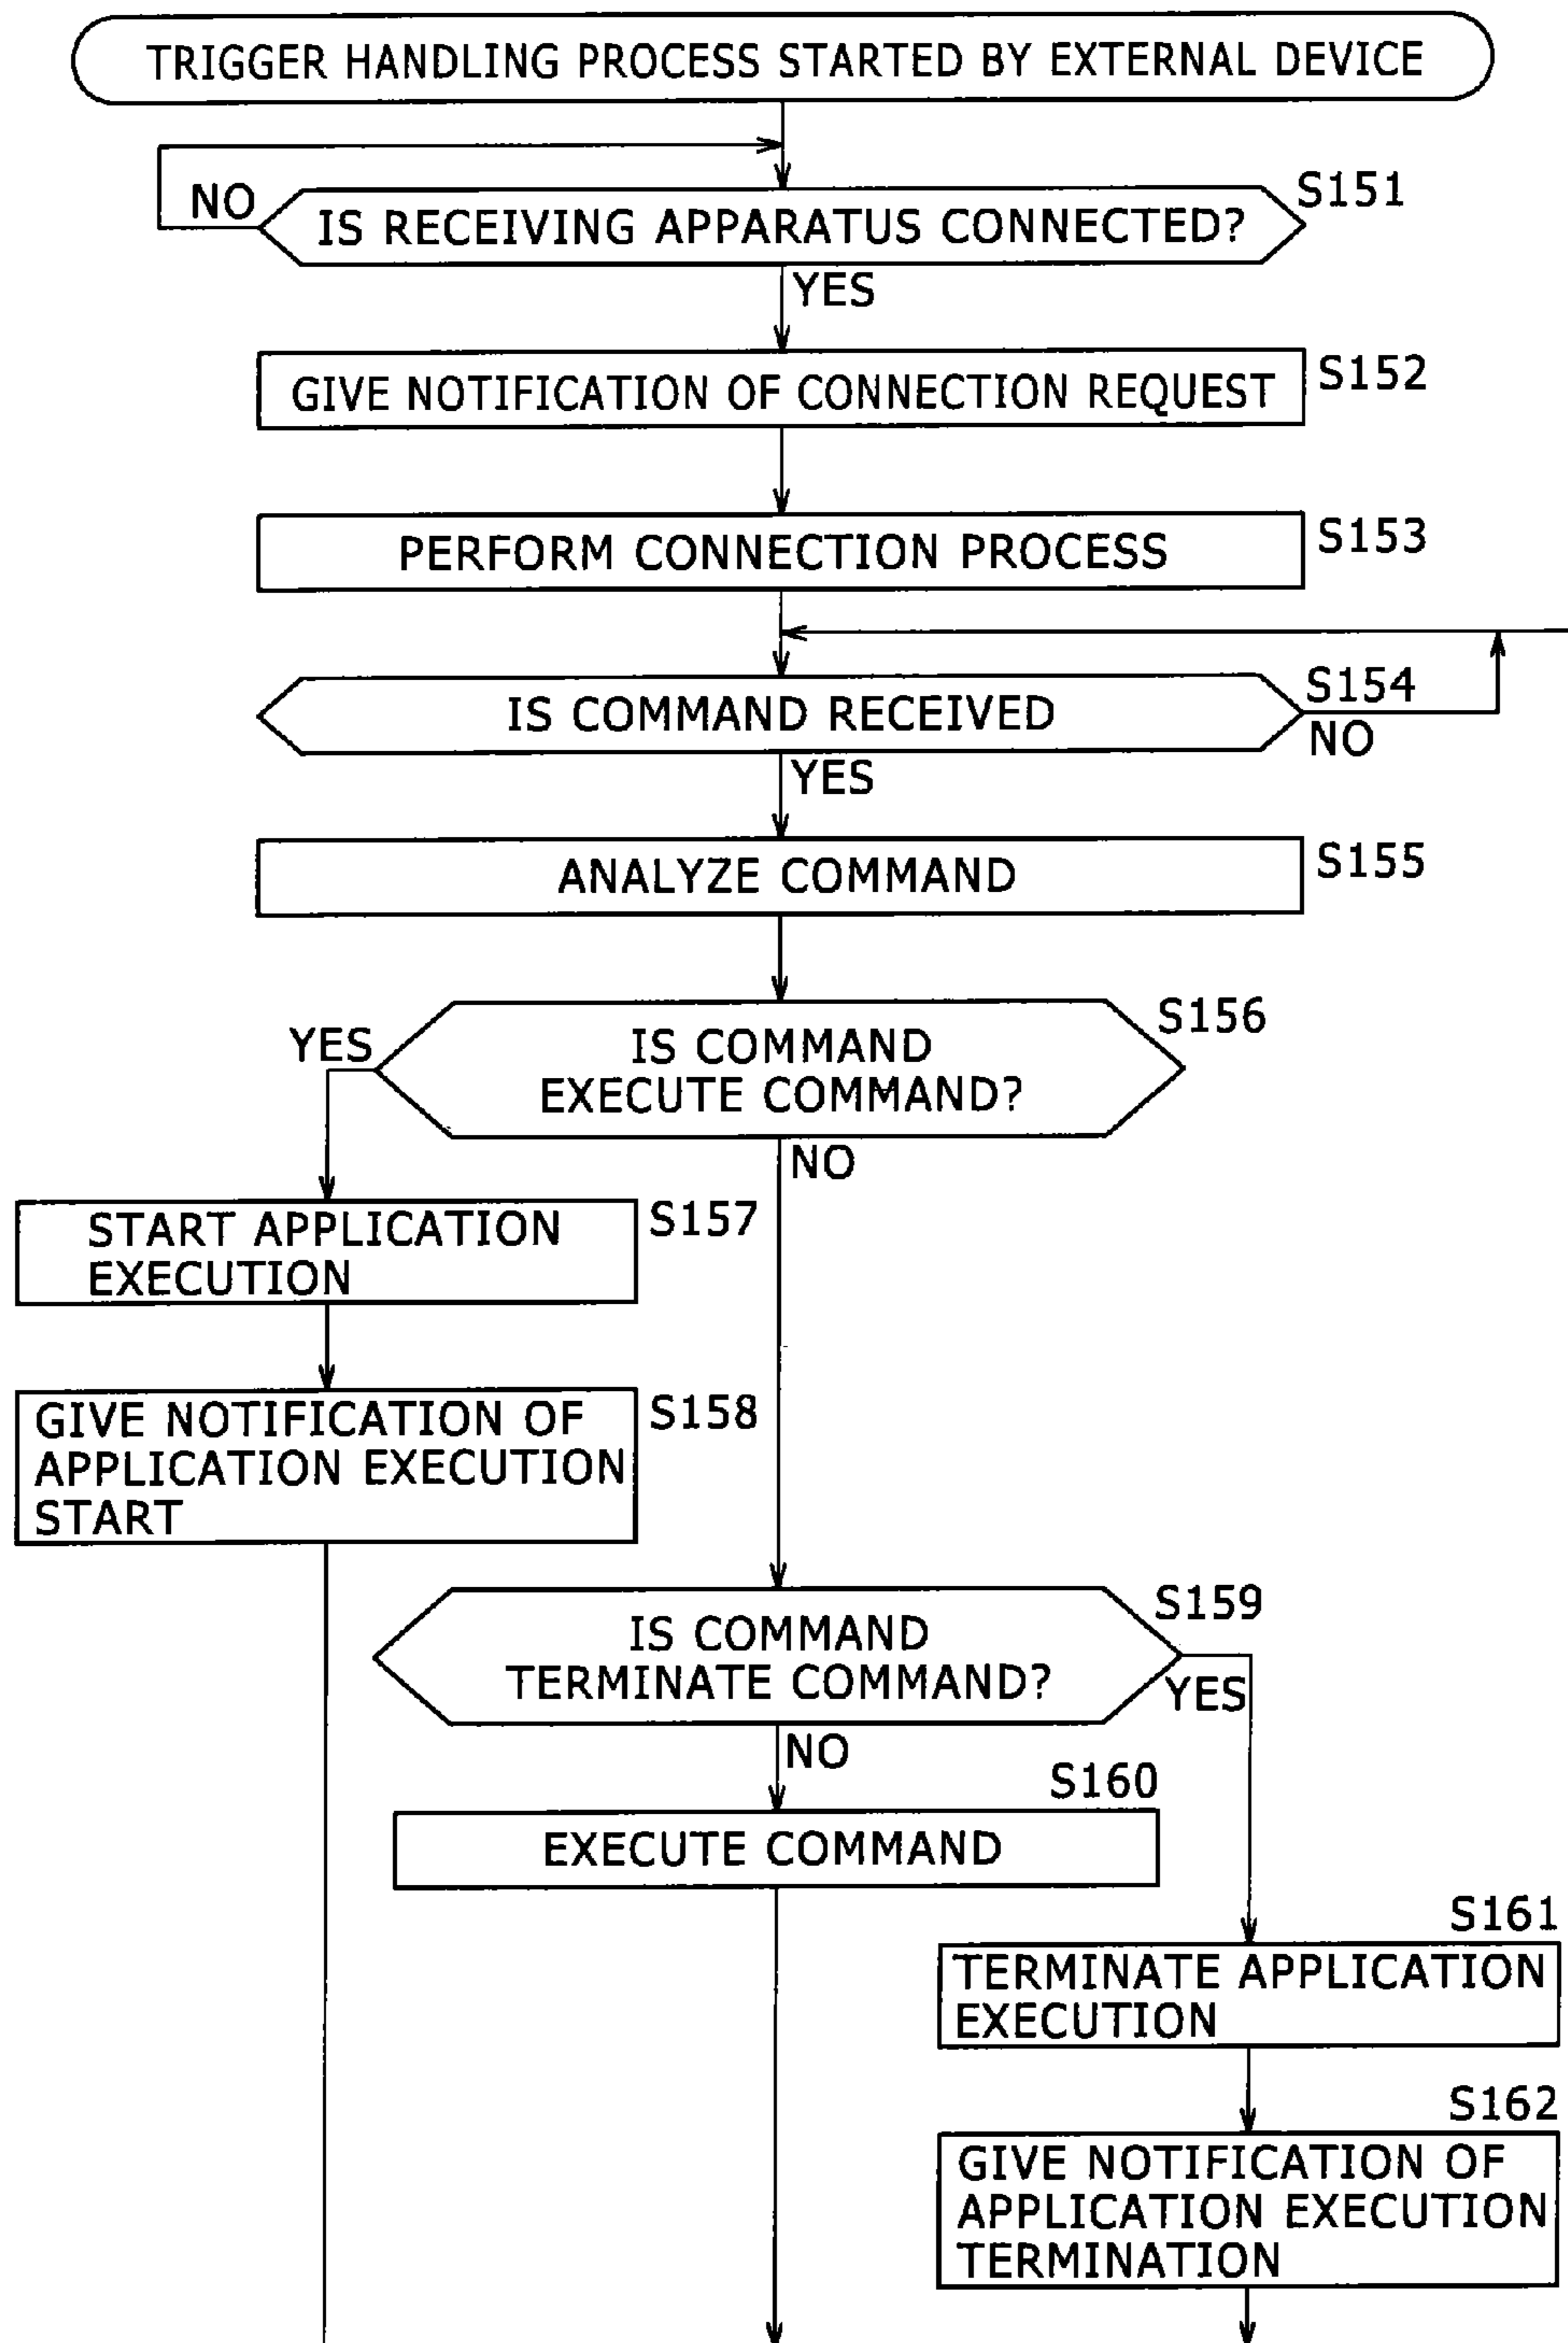 TRIGGER HANDLING PROCESS STARTED BY EXTERNAL DEVICE
NO
IS RECEIVING APPARATUS CONNECTED?
S151
YES
GIVE NOTIFICATION OF CONNECTION REQUEST
S152
PERFORM CONNECTION PROCESS
S153
IS COMMAND RECEIVED
S154
NO
YES
ANALYZE COMMAND
S155
YES
IS COMMAND
EXECUTE COMMAND?
S156
NO
START APPLICATION
EXECUTION
S157
GIVE NOTIFICATION OF
APPLICATION EXECUTION
START
S158
IS COMMAND
TERMINATE COMMAND?
S159
YES
NO
S160
EXECUTE COMMAND
S161
TERMINATE APPLICATION
EXECUTION
S162
GIVE NOTIFICATION OF
APPLICATION EXECUTION
TERMINATION